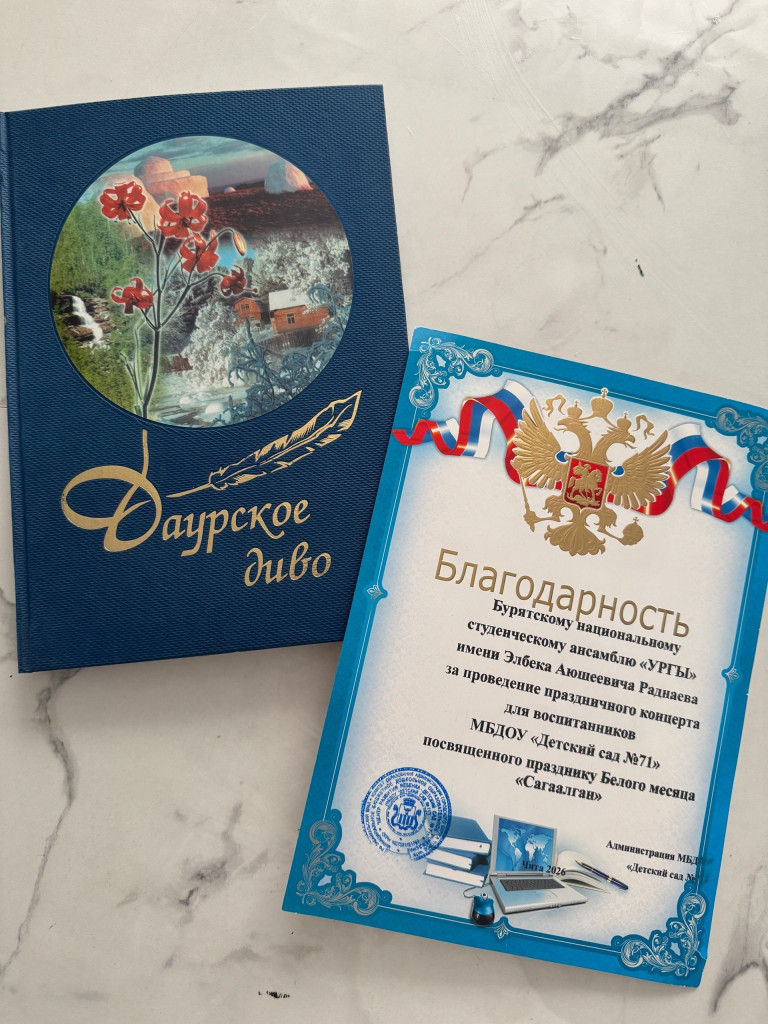 Даурское
диво
Благодарность
Бурятскому национальному
студенческому ансамблю «УРГЫ»
имени Элбека Аюшеевича Раднаева
за проведение праздничного концерта
для воспитанников
МБДОУ «Детский сад №71»
посвященного празднику Белого месяца
«Сагаалган»
Администрация
«Детский сад
Чита 2026